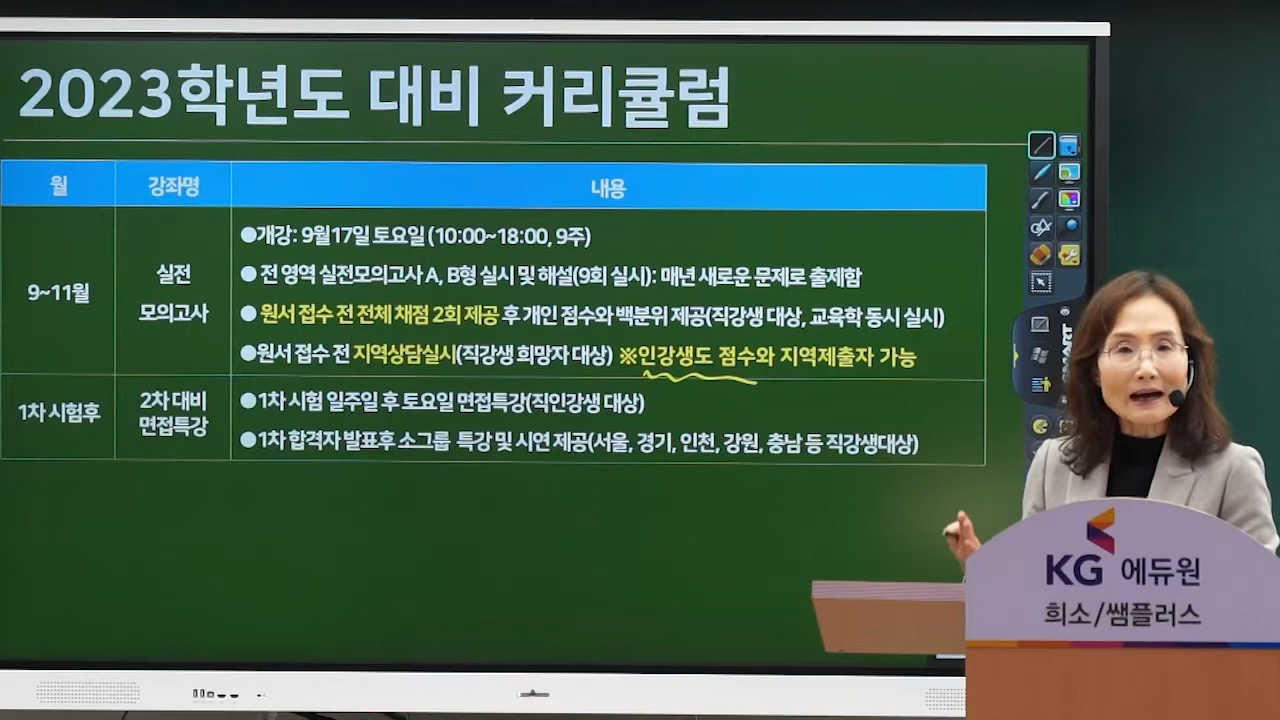 2023학년도 대비 커리큘럼
월 강좌명 내용
9~11월
실전
모의고사
●개강: 9월17일 토요일 (10:00~18:00, 9주)
● 전 영역 실전모의고사 A, B형 실시 및 해설(9회 실시): 매년 새로운 문제로 출제함
● 원서 접수 전 전체 채점 2회 제공 후 개인 점수와 백분위 제공(직강생 대상, 교육학 동시 실시)
●원서 접수 전 지역상담실시(직강생 희망자 대상) ※인강생도 점수와 지역제출자 가능
1차 시험후
2차 대비
면접특강
●1차 시험 일주일 후 토요일 면접특강(직인강생 대상)
●1차 합격자 발표후 소그룹 특강 및 시연 제공(서울, 경기, 인천, 강원, 충남 등 직강생대상)
KG 에듀원
희소/쌤플러스